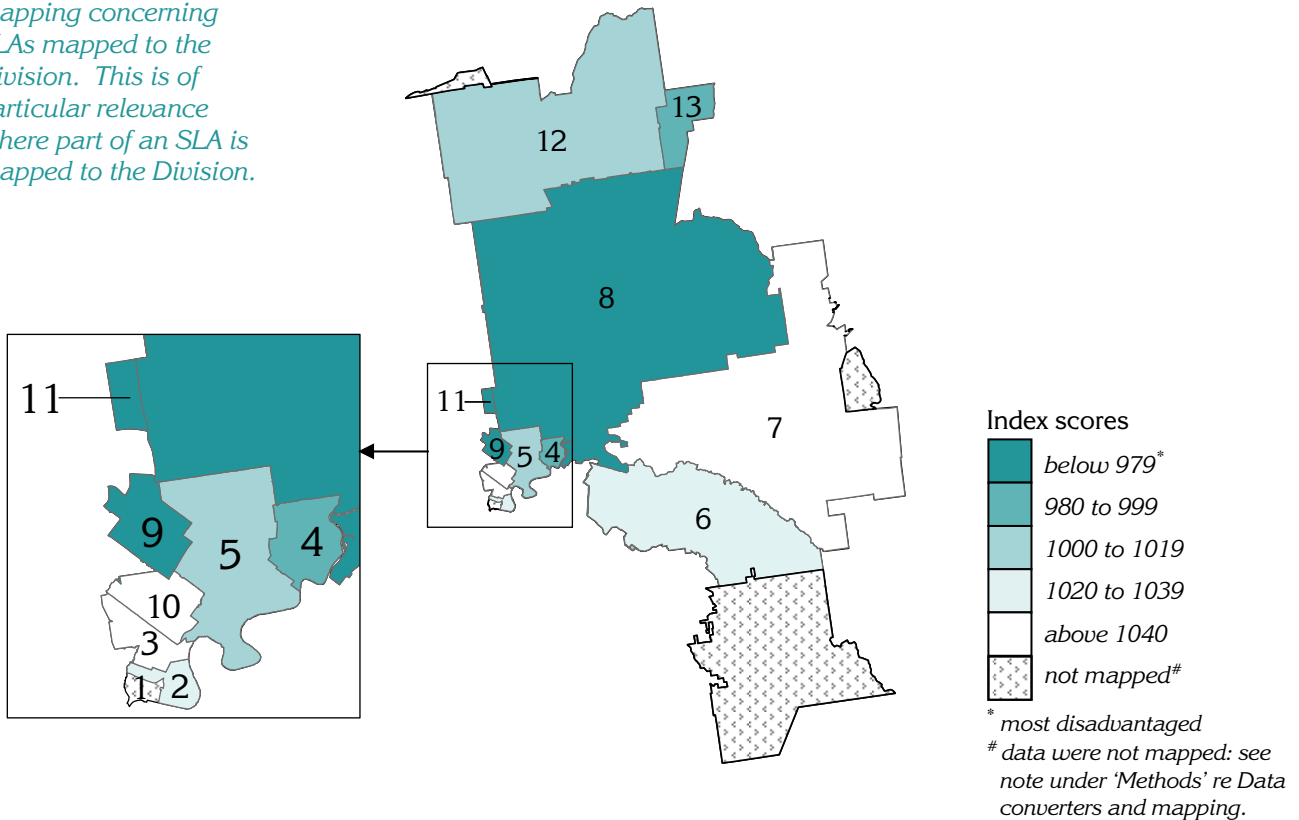 apping concerning
LAs mapped to the
ivision. This is of
articular relevance
here part of an SLA is
apped to the Division.
13
12
8
11
11
7
9
5
4
6
9
5
4
10
3
1
2
Index scores
below 979*
980 to 999
1000 to 1019
1020 to 1039
above 1040
not mapped#
* most disadvantaged
# data were not mapped: see
note under ‘Methods’ re Data
converters and mapping.